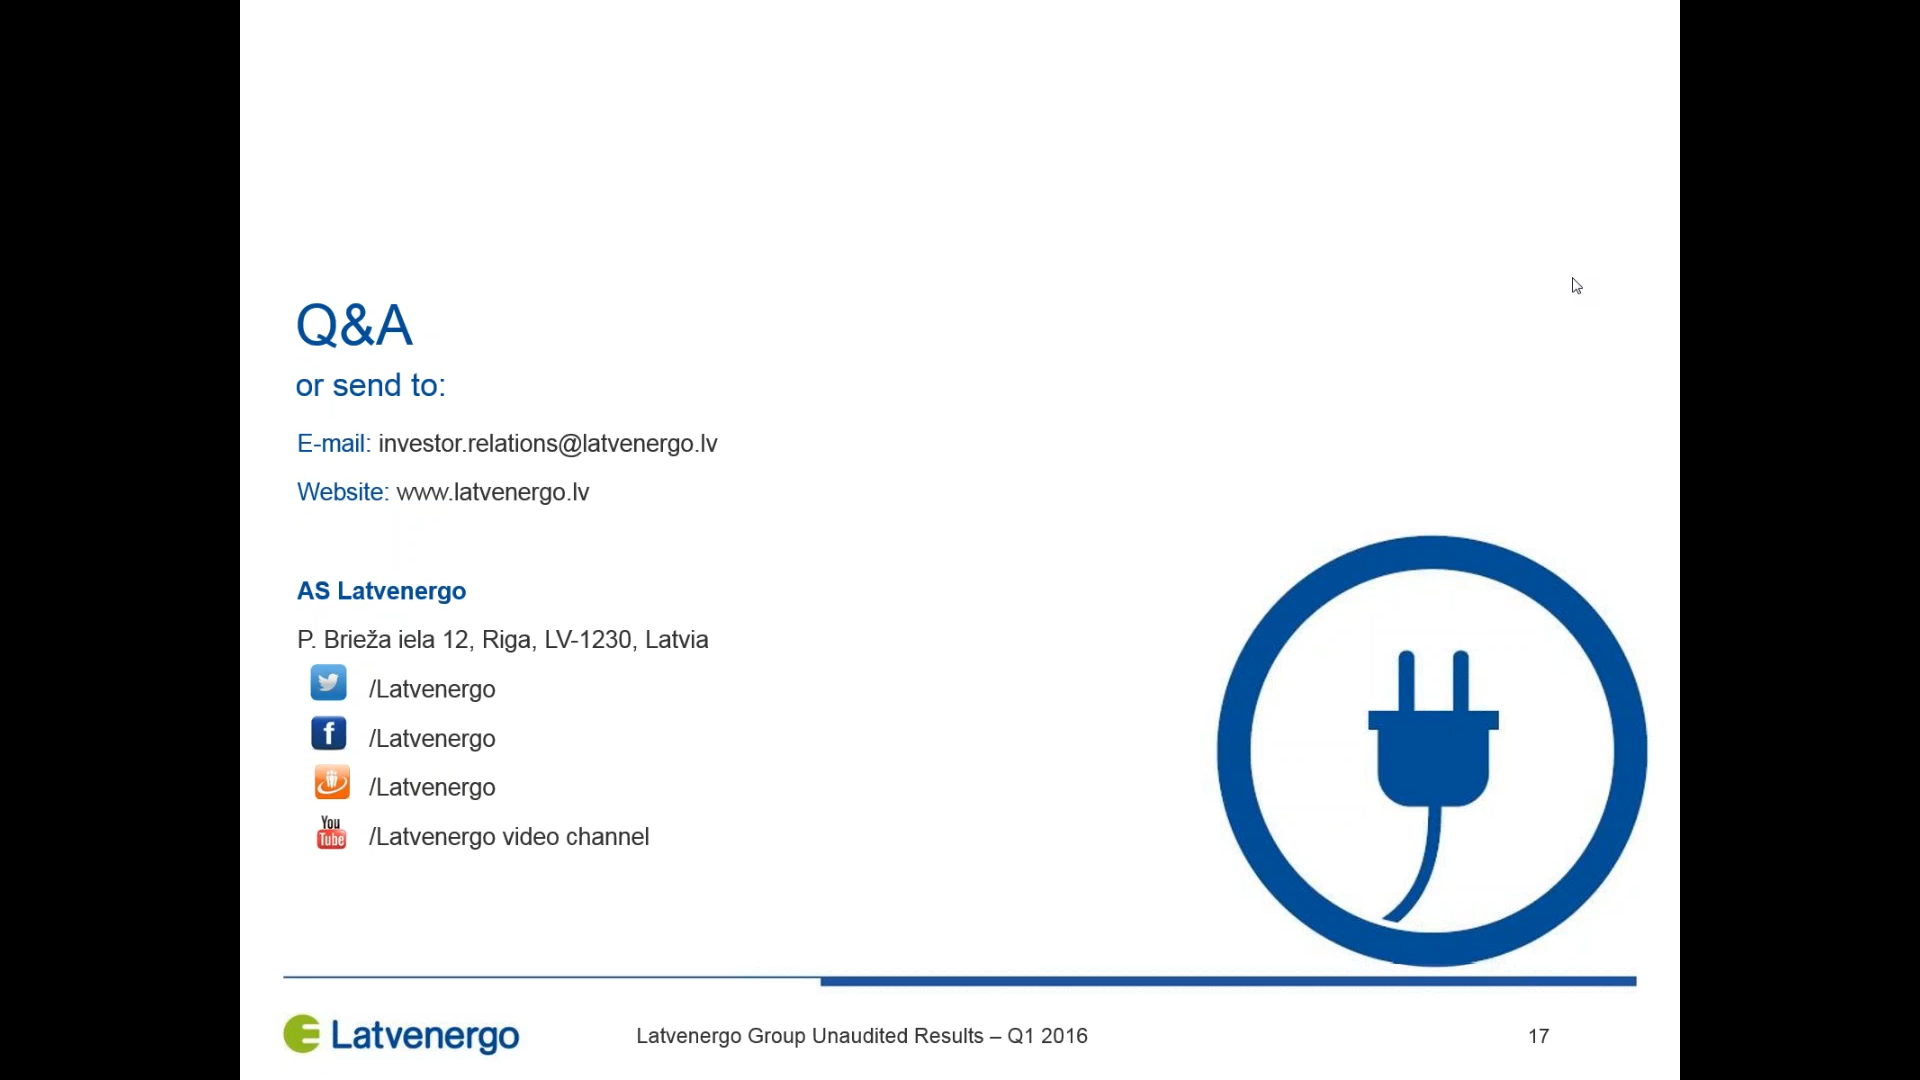 Q&A
or send to:
E-mail: investor.relations@latvenergo.lv
Website: www.latvenergo.lv
AS Latvenergo
P. Brieža iela 12, Riga, LV-1230, Latvia
/Latvenergo
f /Latvenergo
/Latvenergo
You Tube /Latvenergo video channel
Latvenergo
Latvenergo Group Unaudited Results – Q1 2016
17